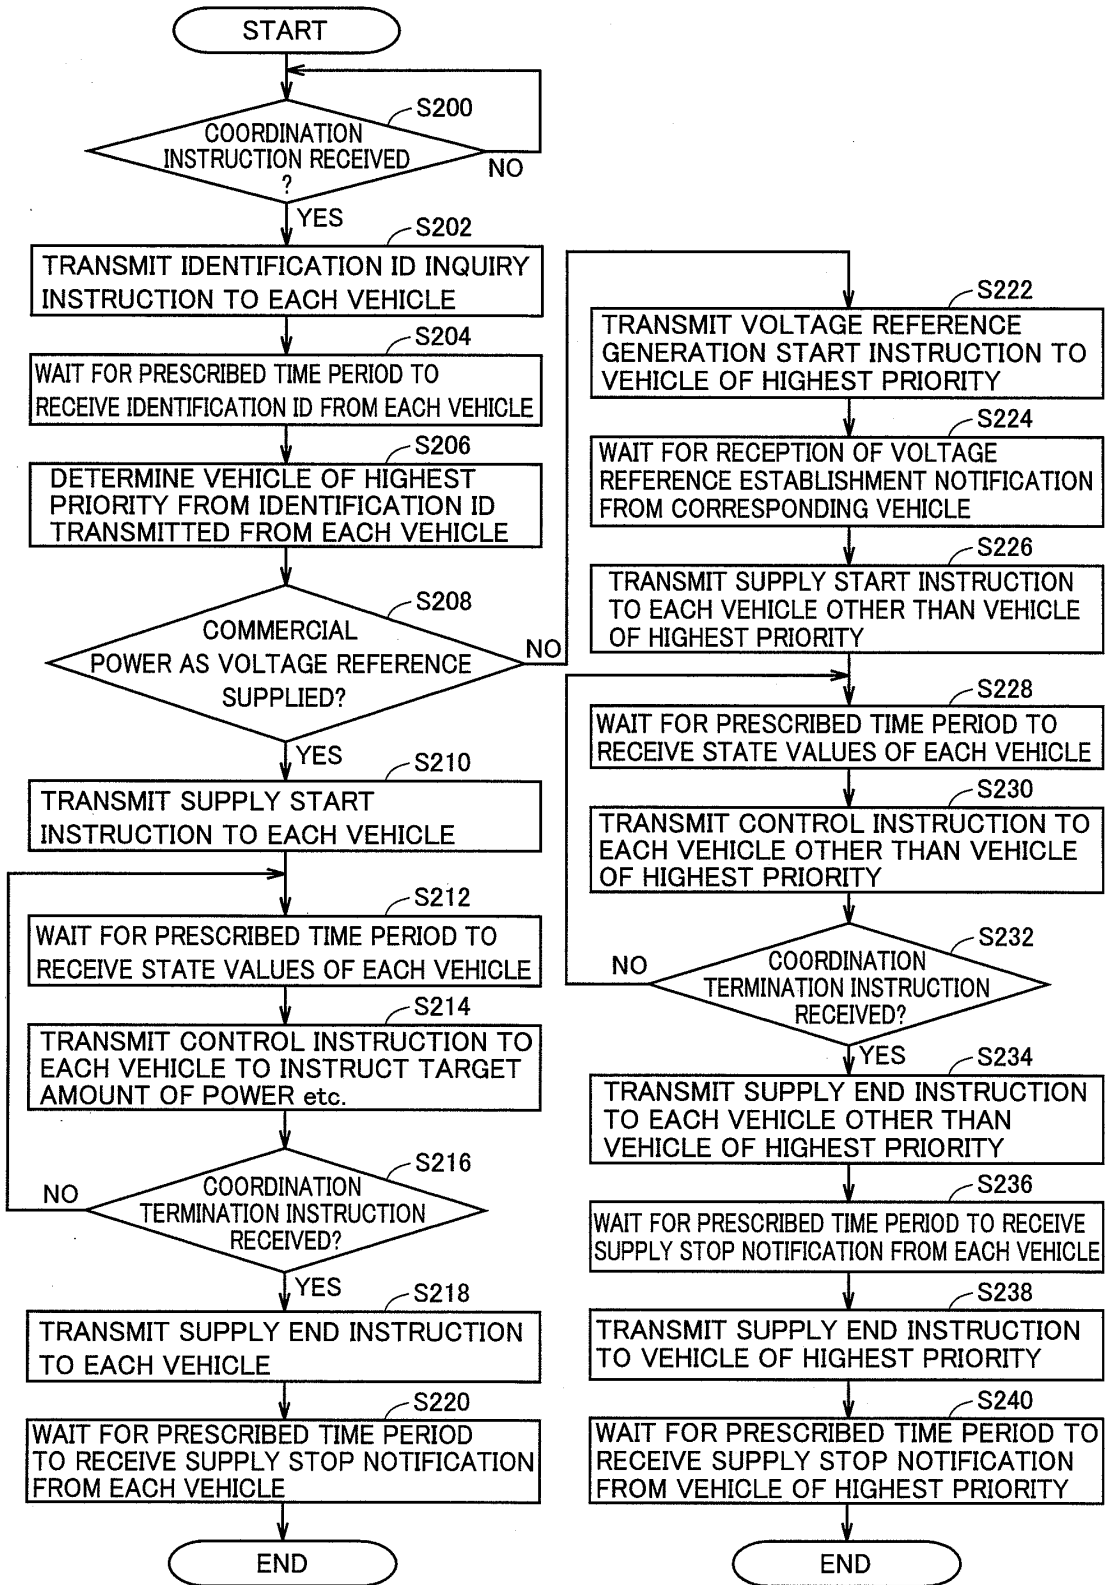 START
S200
COORDINATION
INSTRUCTION RECEIVED
?
NO
YES
S202
TRANSMIT IDENTIFICATION ID INQUIRY
INSTRUCTION TO EACH VEHICLE
S204
WAIT FOR PRESCRIBED TIME PERIOD TO
RECEIVE IDENTIFICATION ID FROM EACH VEHICLE
S206
DETERMINE VEHICLE OF HIGHEST
PRIORITY FROM IDENTIFICATION ID
TRANSMITTED FROM EACH VEHICLE
S208
COMMERCIAL
POWER AS VOLTAGE REFERENCE
SUPPLIED?
NO
YES
S210
TRANSMIT SUPPLY START
INSTRUCTION TO EACH VEHICLE
S212
WAIT FOR PRESCRIBED TIME PERIOD TO
RECEIVE STATE VALUES OF EACH VEHICLE
S214
TRANSMIT CONTROL INSTRUCTION TO
EACH VEHICLE TO INSTRUCT TARGET
AMOUNT OF POWER etc.
S216
COORDINATION
TERMINATION INSTRUCTION
RECEIVED?
NO
YES
S218
TRANSMIT SUPPLY END INSTRUCTION
TO EACH VEHICLE
S220
WAIT FOR PRESCRIBED TIME PERIOD
TO RECEIVE SUPPLY STOP NOTIFICATION
FROM EACH VEHICLE
END
S222
TRANSMIT VOLTAGE REFERENCE
GENERATION START INSTRUCTION TO
VEHICLE OF HIGHEST PRIORITY
S224
WAIT FOR RECEPTION OF VOLTAGE
REFERENCE ESTABLISHMENT NOTIFICATION
FROM CORRESPONDING VEHICLE
S226
TRANSMIT SUPPLY START INSTRUCTION
TO EACH VEHICLE OTHER THAN VEHICLE
OF HIGHEST PRIORITY
S228
WAIT FOR PRESCRIBED TIME PERIOD TO
RECEIVE STATE VALUES OF EACH VEHICLE
S230
TRANSMIT CONTROL INSTRUCTION TO
EACH VEHICLE OTHER THAN VEHICLE
OF HIGHEST PRIORITY
S232
COORDINATION
TERMINATION INSTRUCTION
RECEIVED?
NO
YES
S234
TRANSMIT SUPPLY END INSTRUCTION
TO EACH VEHICLE OTHER THAN
VEHICLE OF HIGHEST PRIORITY
S236
WAIT FOR PRESCRIBED TIME PERIOD TO RECEIVE
SUPPLY STOP NOTIFICATION FROM EACH VEHICLE
S238
TRANSMIT SUPPLY END INSTRUCTION
TO VEHICLE OF HIGHEST PRIORITY
S240
WAIT FOR PRESCRIBED TIME PERIOD TO
RECEIVE SUPPLY STOP NOTIFICATION
FROM VEHICLE OF HIGHEST PRIORITY
END